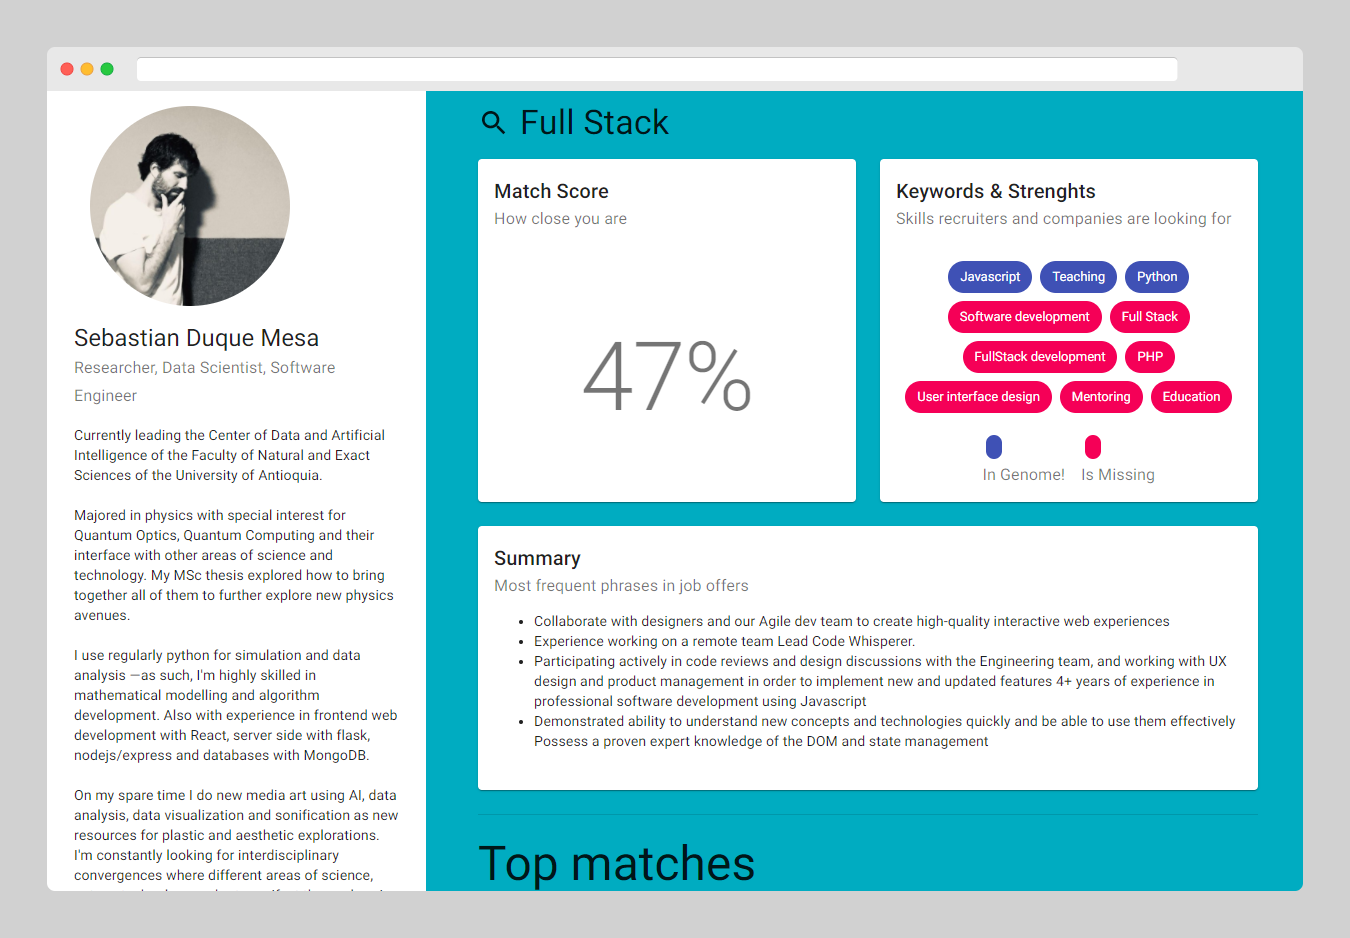 Sebastian Duque Mesa
Researcher, Data Scientist, Software
Engineer
Currently leading the Center of Data and Artificial
Intelligence of the Faculty of Natural and Exact
Sciences of the University of Antioquia.
Majored in physics with special interest for
Quantum Optics, Quantum Computing and their
interface with other areas of science and
technology. My MSc thesis explored how to bring
together all of them to further explore new physics
avenues.
I use regularly python for simulation and data
analysis —as such, I'm highly skilled in
mathematical modelling and algorithm
development. Also with experience in frontend web
development with React, server side with flask,
nodejs/express and databases with MongoDB.
On my spare time I do new media art using AI, data
analysis, data visualization and sonification as new
resources for plastic and aesthetic explorations.
I'm constantly looking for interdisciplinary
convergences where different areas of science,
Full Stack
Match Score
How close you are
47%
Keywords & Strenghts
Skills recruiters and companies are looking for
Javascript Teaching Python
Software development Full Stack
FullStack development PHP
User interface design Mentoring Education
In Genome! Is Missing
Summary
Most frequent phrases in job offers
• Collaborate with designers and our Agile dev team to create high-quality interactive web experiences
• Experience working on a remote team Lead Code Whisperer.
• Participating actively in code reviews and design discussions with the Engineering team, and working with UX
design and product management in order to implement new and updated features 4+ years of experience in
professional software development using Javascript
• Demonstrated ability to understand new concepts and technologies quickly and be able to use them effectively
Possess a proven expert knowledge of the DOM and state management
Top matches